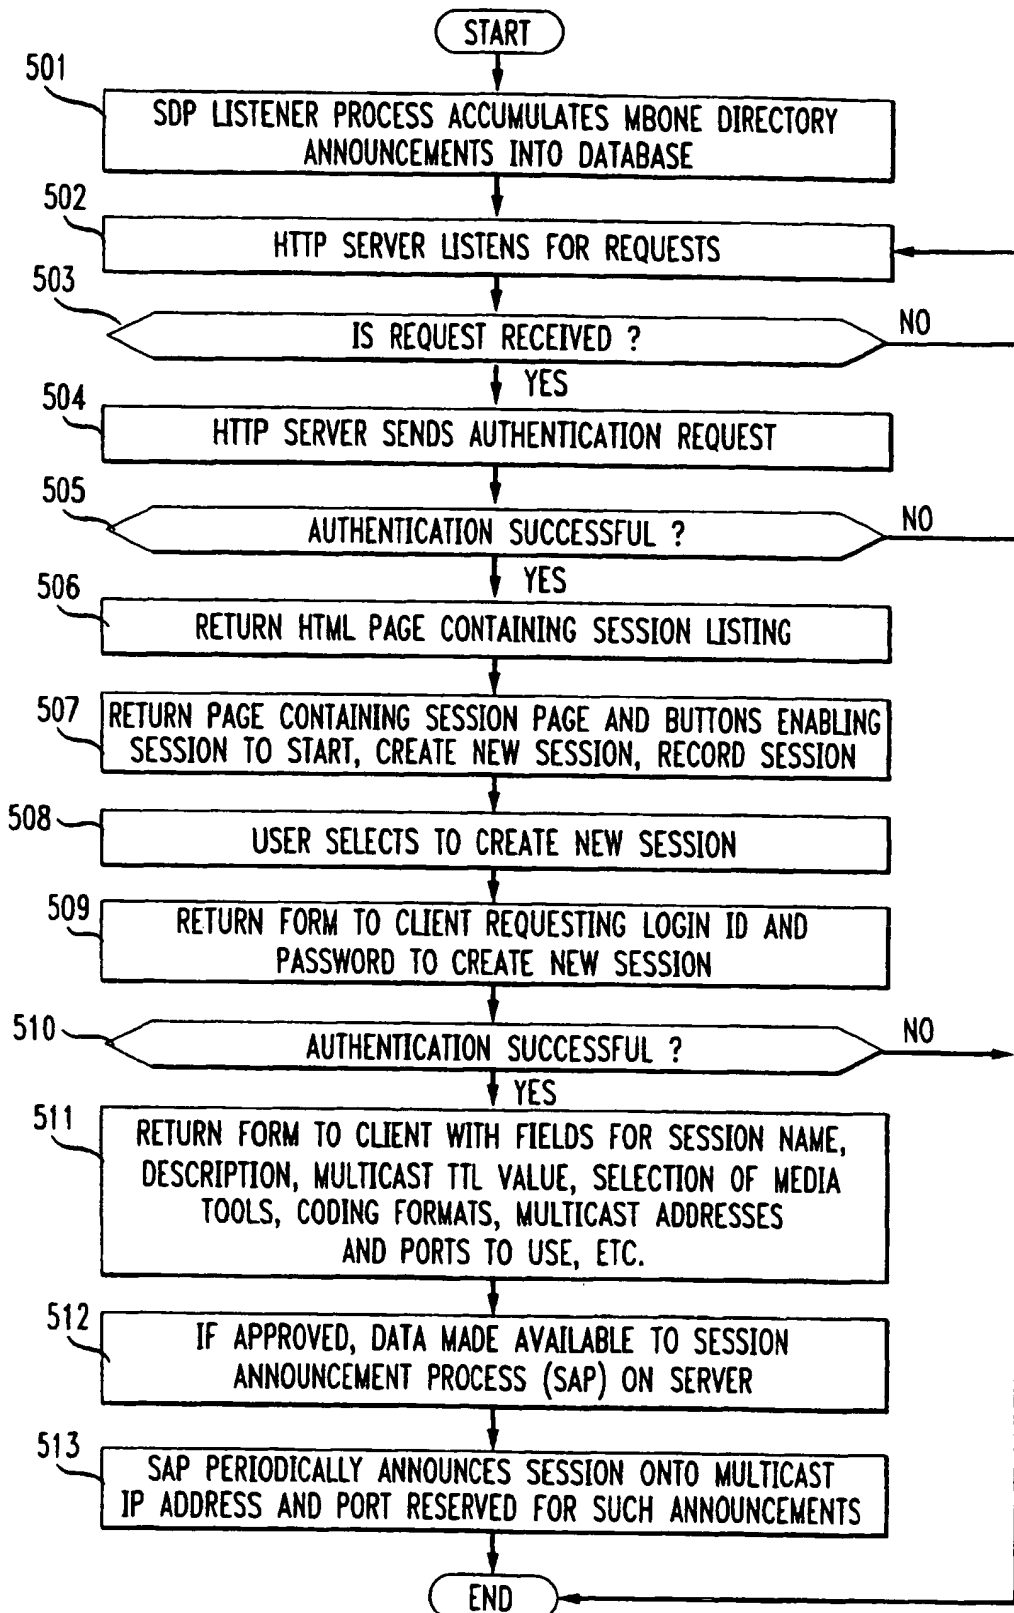 START
501
SDP LISTENER PROCESS ACCUMULATES MBONE DIRECTORY
ANNOUNCEMENTS INTO DATABASE
502
HTTP SERVER LISTENS FOR REQUESTS
503
IS REQUEST RECEIVED ?
NO
YES
504
HTTP SERVER SENDS AUTHENTICATION REQUEST
505
AUTHENTICATION SUCCESSFUL ?
NO
YES
506
RETURN HTML PAGE CONTAINING SESSION LISTING
507
RETURN PAGE CONTAINING SESSION PAGE AND BUTTONS ENABLING
SESSION TO START, CREATE NEW SESSION, RECORD SESSION
508
USER SELECTS TO CREATE NEW SESSION
509
RETURN FORM TO CLIENT REQUESTING LOGIN ID AND
PASSWORD TO CREATE NEW SESSION
510
AUTHENTICATION SUCCESSFUL ?
NO
YES
511
RETURN FORM TO CLIENT WITH FIELDS FOR SESSION NAME,
DESCRIPTION, MULTICAST TTL VALUE, SELECTION OF MEDIA
TOOLS, CODING FORMATS, MULTICAST ADDRESSES
AND PORTS TO USE, ETC.
512
IF APPROVED, DATA MADE AVAILABLE TO SESSION
ANNOUNCEMENT PROCESS (SAP) ON SERVER
513
SAP PERIODICALLY ANNOUNCES SESSION ONTO MULTICAST
IP ADDRESS AND PORT RESERVED FOR SUCH ANNOUNCEMENTS
END